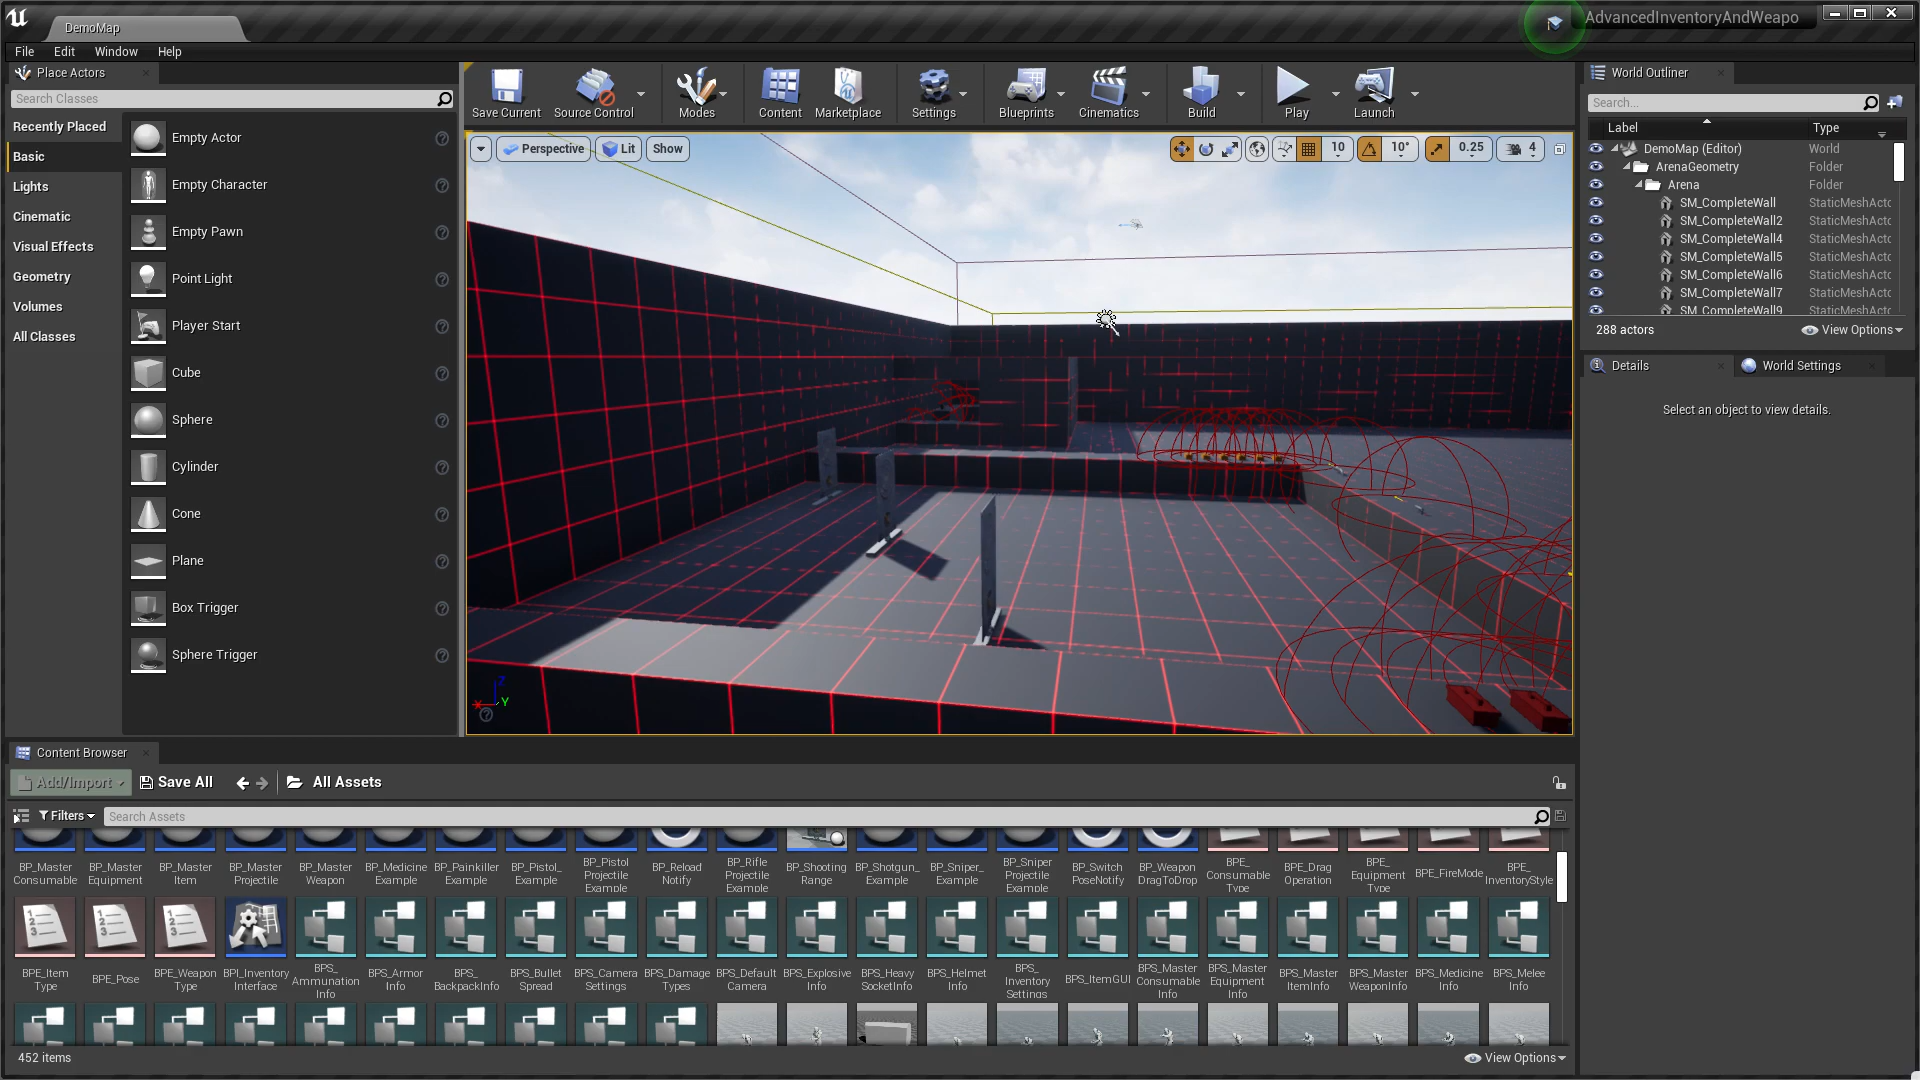 DemoMap
AdvancedInventoryAndWeapo
File Edit Window Help
Place Actors
Search Classes
Recently Placed
Basic
Lights
Cinematic
Visual Effects
Geometry
Volumes
All Classes
Empty Actor
Empty Character
Empty Pawn
Point Light
Player Start
Cube
Sphere
Cylinder
Cone
Plane
Box Trigger
Sphere Trigger
Save Current Source Control Modes Content Marketplace Settings Blueprints Cinematics Build Play Launch
Perspective Lit Show 10 10° 0.25 4
Z
Y
World Outliner
Search...
Label Type
DemoMap (Editor) World
ArenaGeometry Folder
Arena Folder
SM_CompleteWall StaticMeshActo
SM_CompleteWall2 StaticMeshActo
SM_CompleteWall4 StaticMeshActo
SM_CompleteWall5 StaticMeshActo
SM_CompleteWall6 StaticMeshActo
SM_CompleteWall7 StaticMeshActo
SM_CompleteWall9 StaticMeshActo
288 actors View Options
Details World Settings
Select an object to view details.
Content Browser
Add/Import Save All All Assets
Filters Search Assets
BP_Master Consumable
BP_Master Equipment
BP_Master Item
BP_Master Projectile
BP_Master Weapon
BP_Medicine Example
BP_Painkiller Example
BP_Pistol_ Example
BP_Pistol Projectile Example
BP_Reload Notify
BP_Rifle Projectile Example
BP_Shooting Range
BP_Shotgun_ Example
BP_Sniper_ Example
BP_Sniper Projectile Example
BP_Switch PoseNotify
BP_Weapon DragToDrop
BPE_ Consumable Type
BPE_Drag Operation
BPE_ Equipment Type
BPE_FireMode
BPE_ InventoryStyle
BPE_Item Type
BPE_Pose
BPE_Weapon Type
BPI_Inventory Interface
BPS_ Ammunation Info
BPS_Armor Info
BPS_ BackpackInfo
BPS_Bullet Spread
BPS_Camera Settings
BPS_Damage Types
BPS_Default Camera
BPS_Explosive Info
BPS_Heavy SocketInfo
BPS_Helmet Info
BPS_ Inventory Settings
BPS_ItemGUI
BPS_Master Consumable Info
BPS_Master Equipment Info
BPS_Master ItemInfo
BPS_Master WeaponInfo
BPS_Medicine Info
BPS_Melee Info
452 items View Options